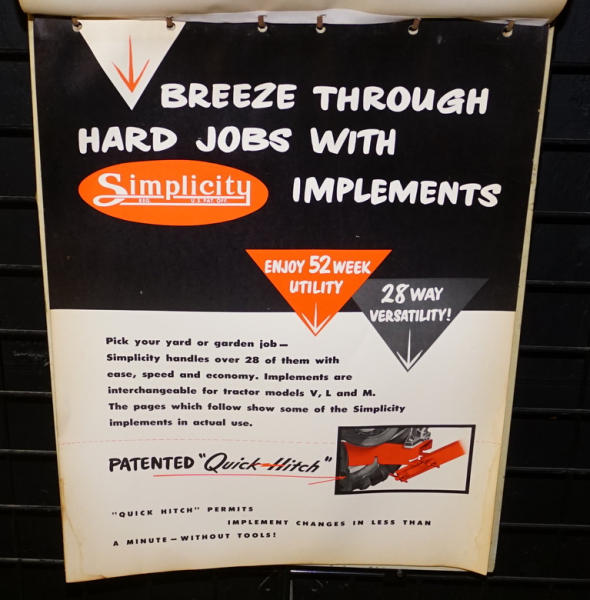 BREEZE THROUGH
HARD JOBS WITH
Simplicity IMPLEMENTS
REG. U.S. PAT. OFF.
ENJOY 52 WEEK
UTILITY
28 WAY
VERSATILITY!
Pick your yard or garden job—
Simplicity handles over 28 of them with
ease, speed and economy. Implements are
interchangeable for tractor models V, L and M.
The pages which follow show some of the Simplicity
implements in actual use.
PATENTED "Quick-Hitch"
"QUICK HITCH" PERMITS
IMPLEMENT CHANGES IN LESS THAN
A MINUTE—WITHOUT TOOLS!